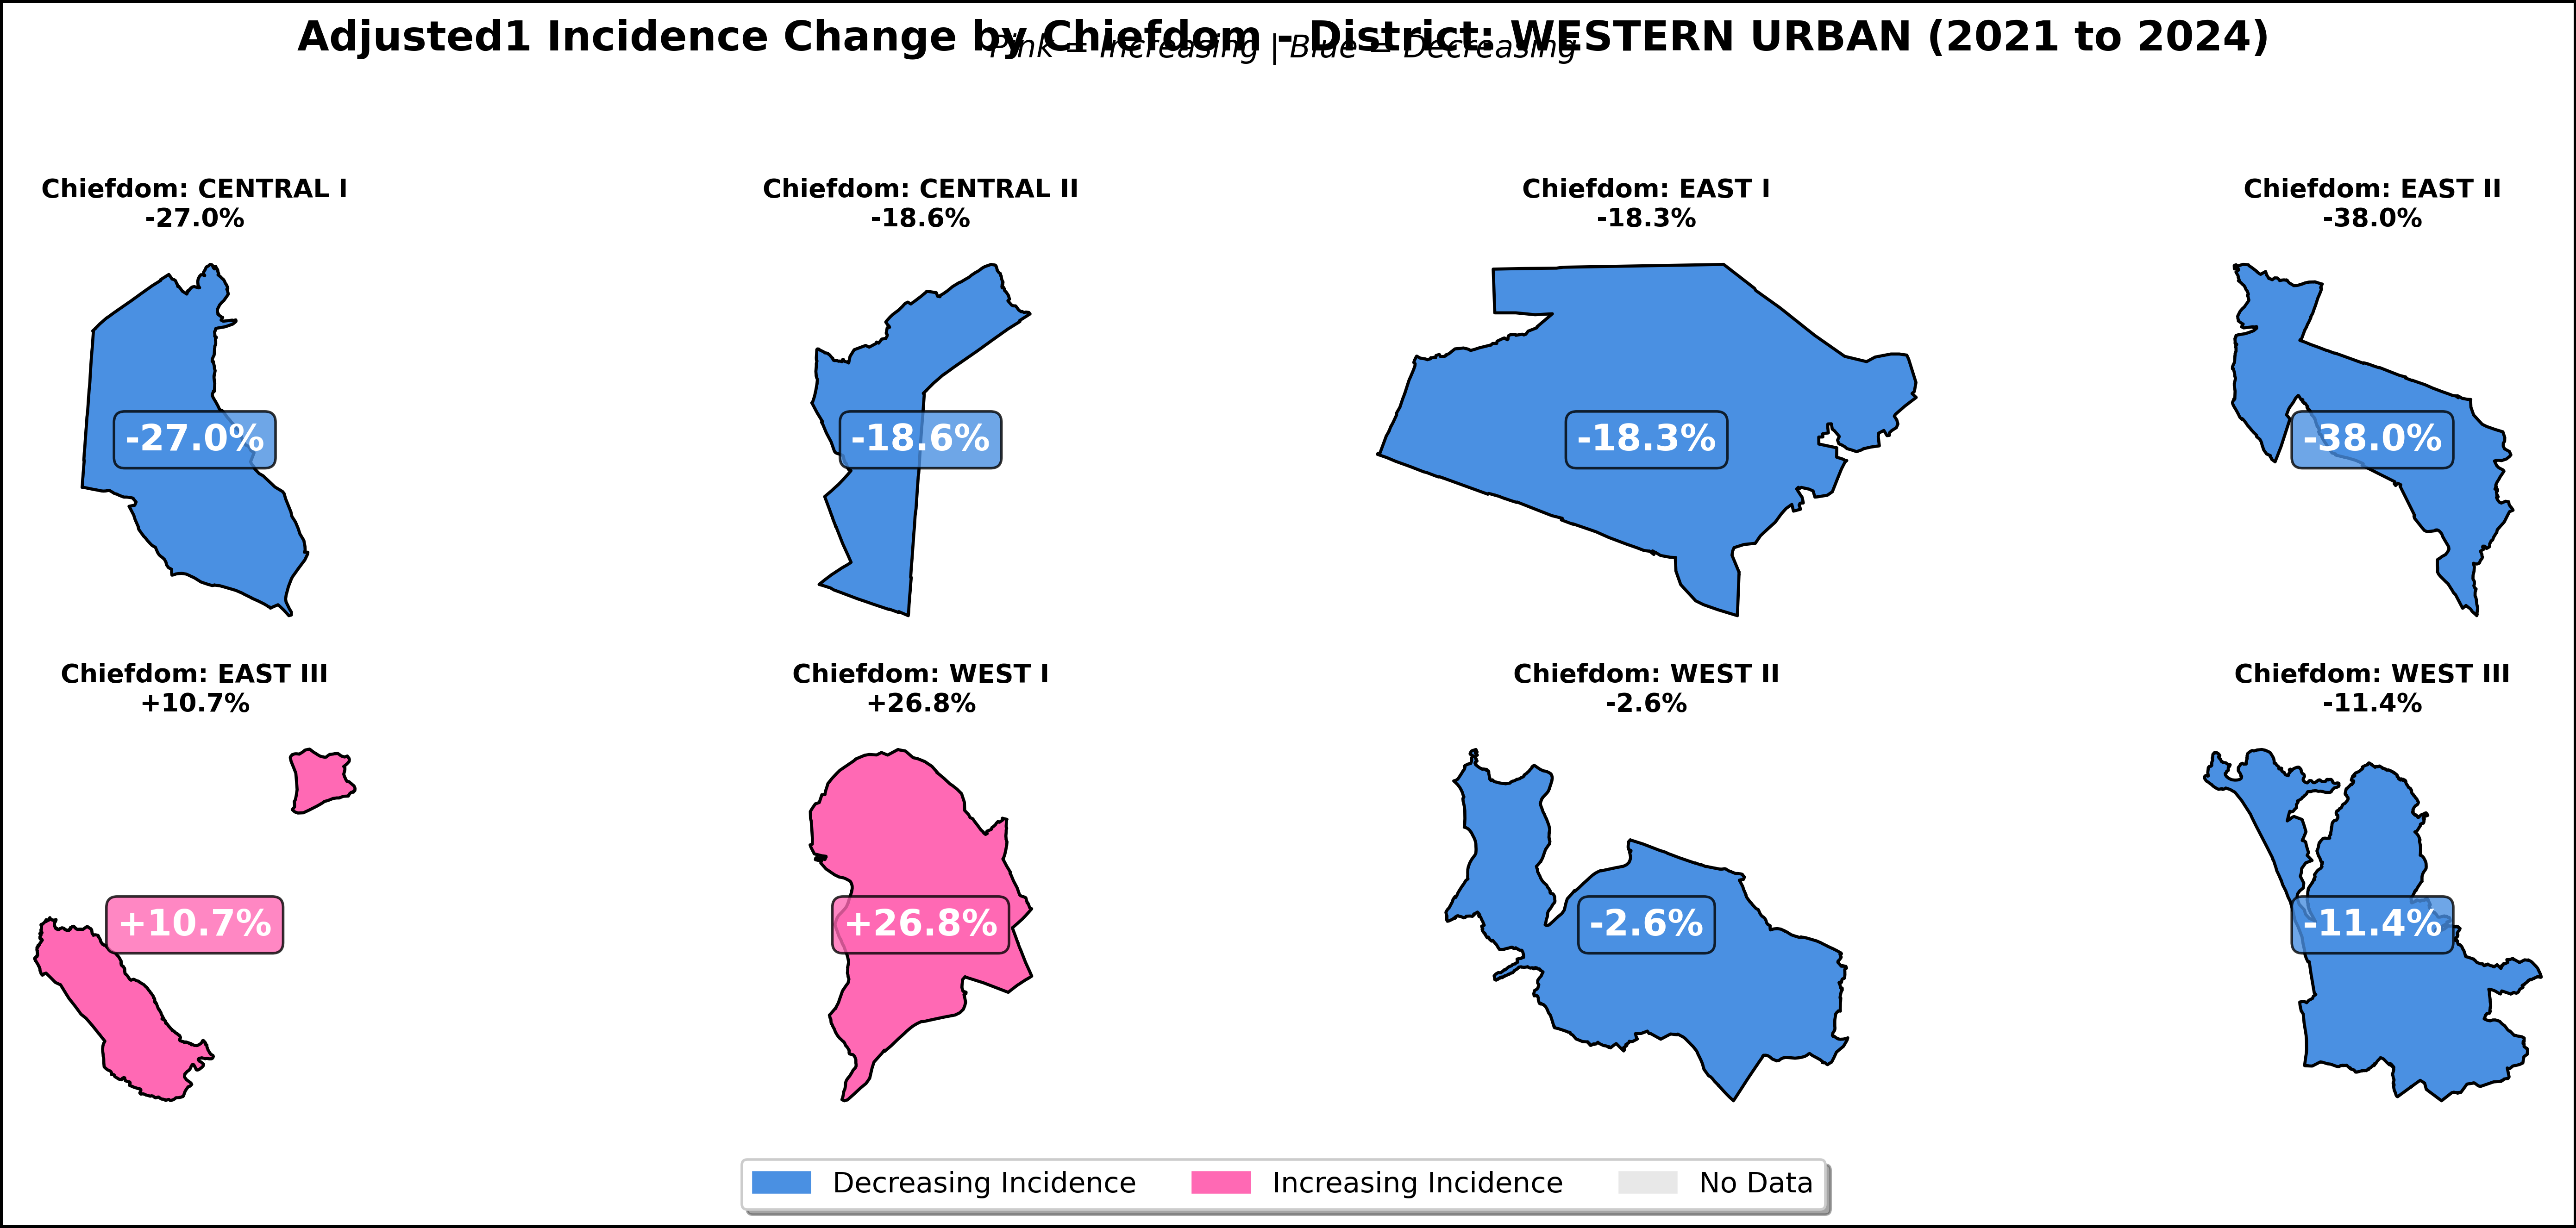 Adjusted1 Incidence Change by Chiefdom - District: WESTERN URBAN (2021 to 2024)
Pink = Increasing | Blue = Decreasing
Chiefdom: CENTRAL I
-27.0%
-27.0%
Chiefdom: CENTRAL II
-18.6%
-18.6%
Chiefdom: EAST I
-18.3%
-18.3%
Chiefdom: EAST II
-38.0%
-38.0%
Chiefdom: EAST III
+10.7%
+10.7%
Chiefdom: WEST I
+26.8%
+26.8%
Chiefdom: WEST II
-2.6%
-2.6%
Chiefdom: WEST III
-11.4%
-11.4%
Decreasing Incidence
Increasing Incidence
No Data